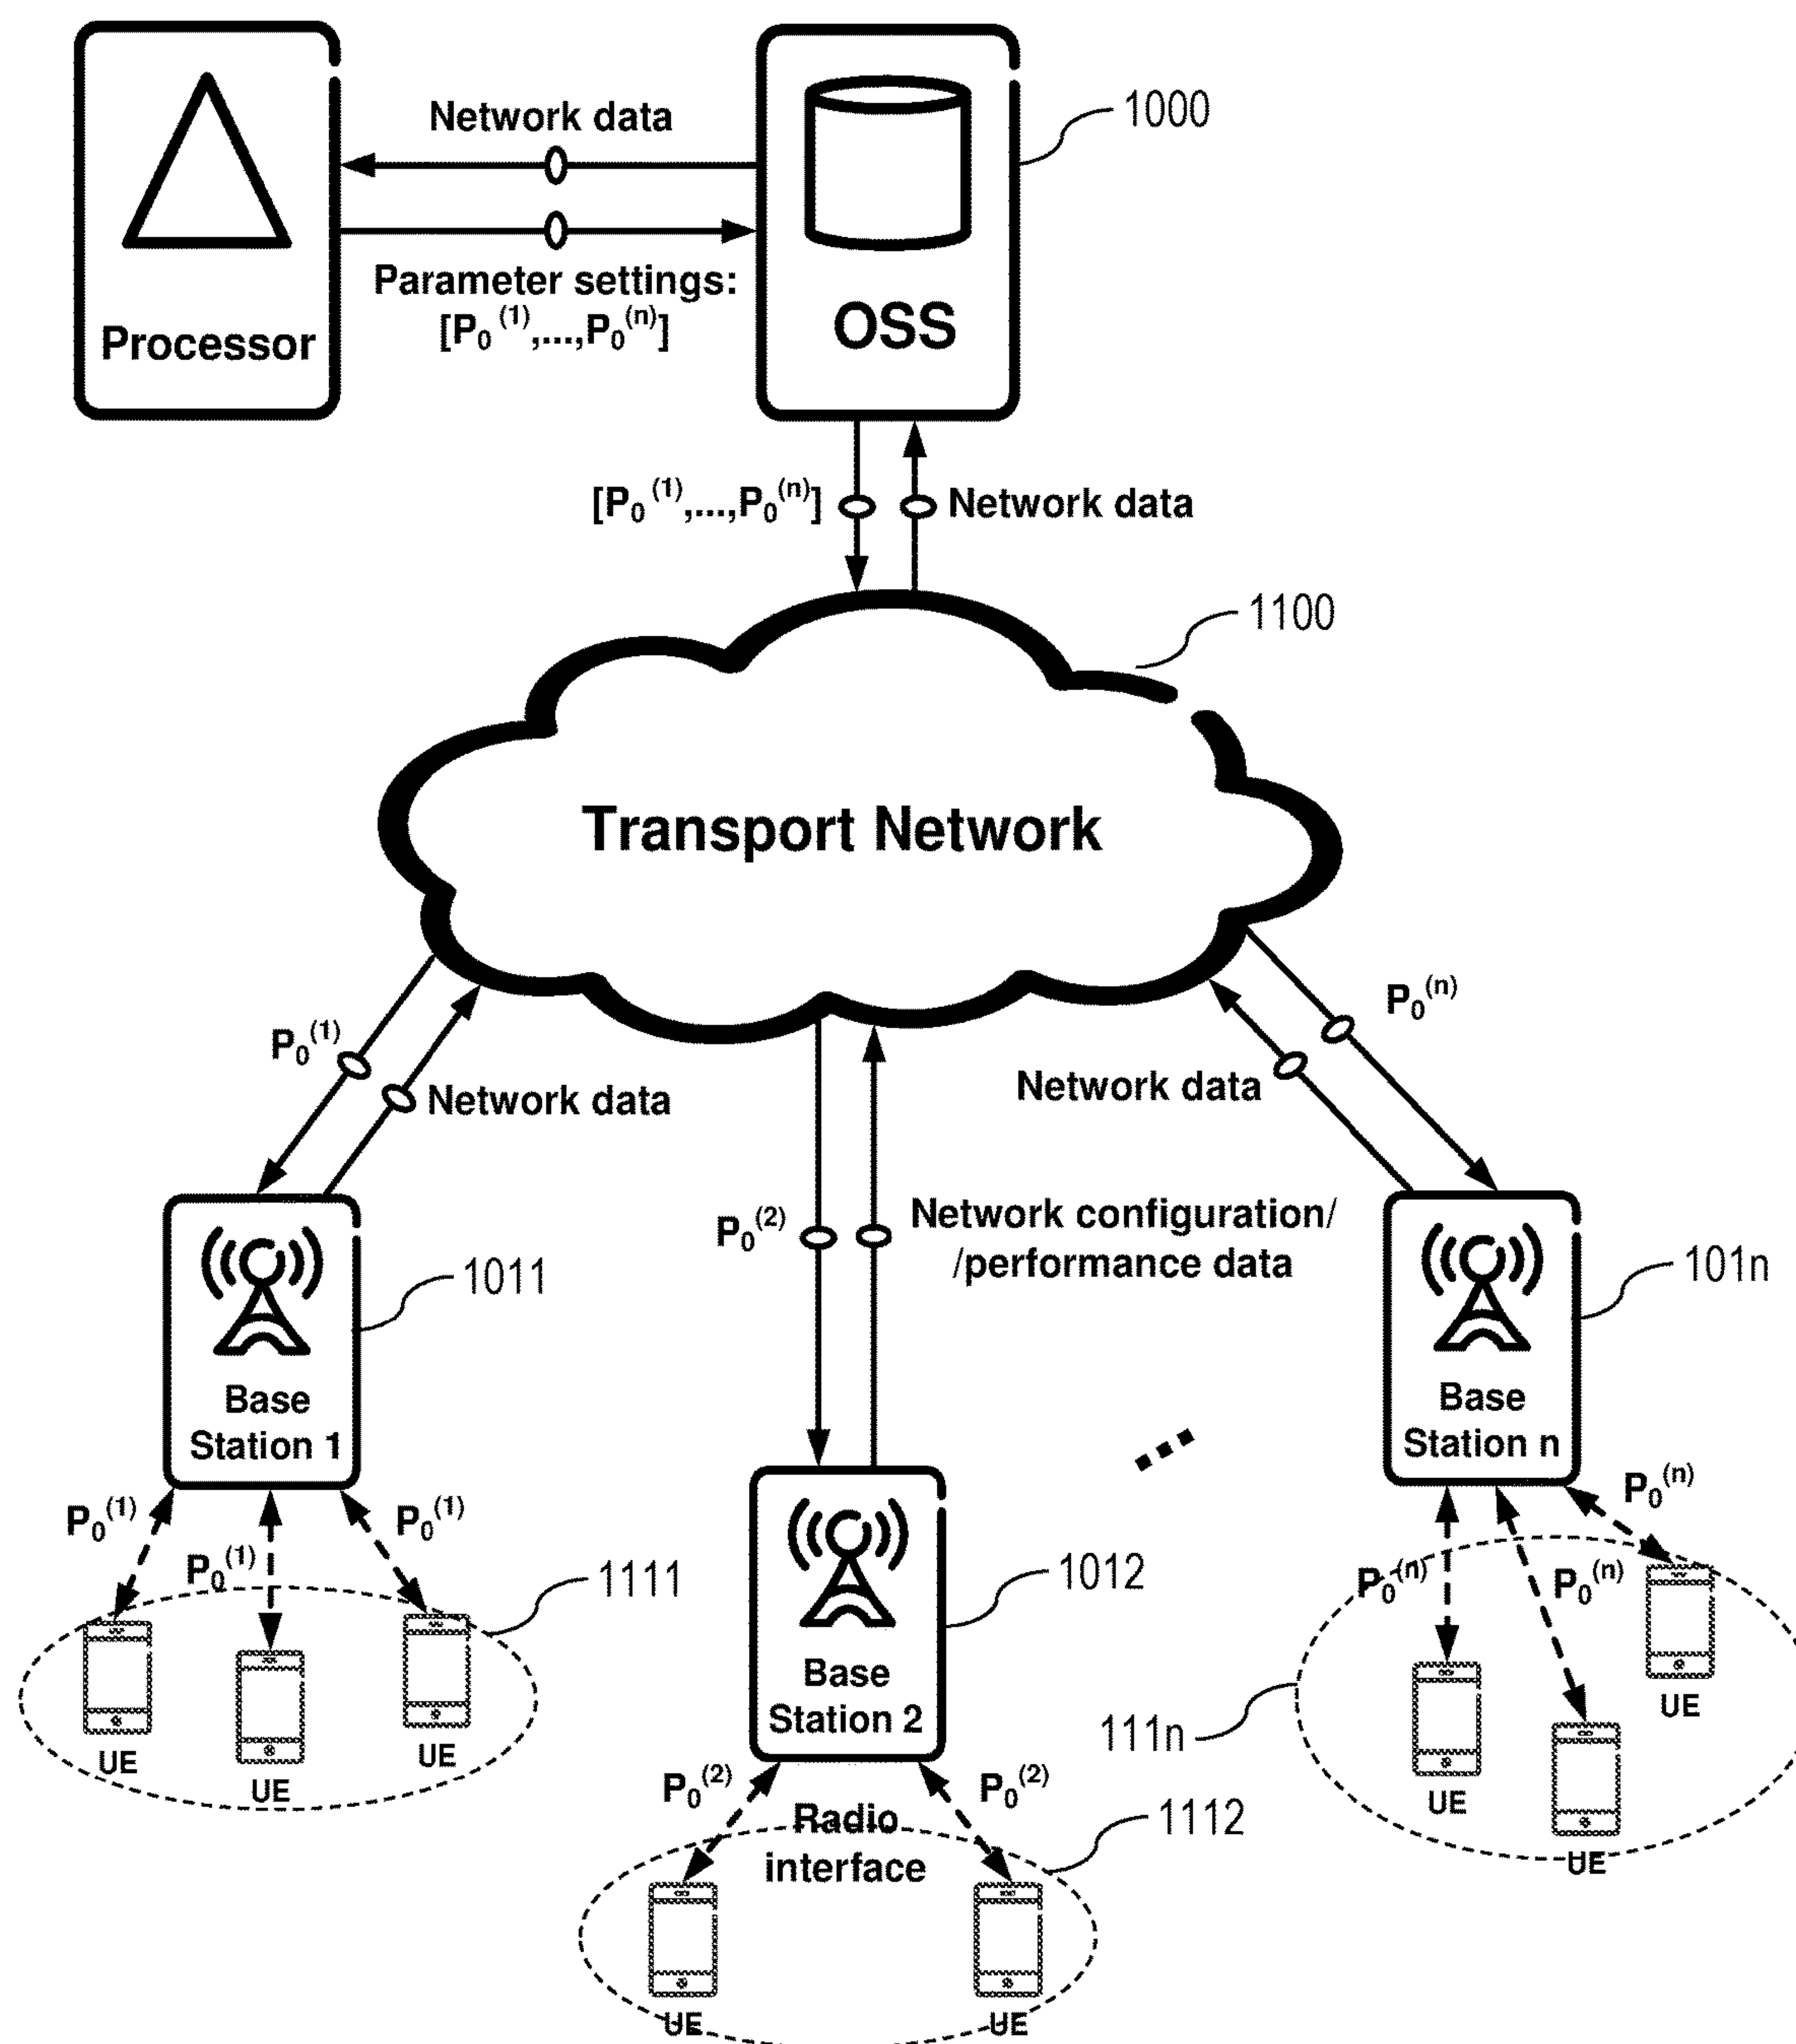 Network data
1000
Parameter settings:
[P₀⁽¹⁾,...,P₀⁽ⁿ⁾]
Processor
OSS
[P₀⁽¹⁾,...,P₀⁽ⁿ⁾]
Network data
1100
Transport Network
P₀⁽¹⁾
Network data
P₀⁽ⁿ⁾
Network data
P₀⁽²⁾
Network configuration/
/performance data
1011
101n
Base
Station 1
Base
Station n
P₀⁽¹⁾
P₀⁽¹⁾
P₀⁽¹⁾
1111
UE
UE
UE
1012
Base
Station 2
P₀⁽ⁿ⁾
P₀⁽ⁿ⁾
P₀⁽ⁿ⁾
111n
UE
UE
UE
P₀⁽²⁾
P₀⁽²⁾
Radio
interface
1112
UE
UE